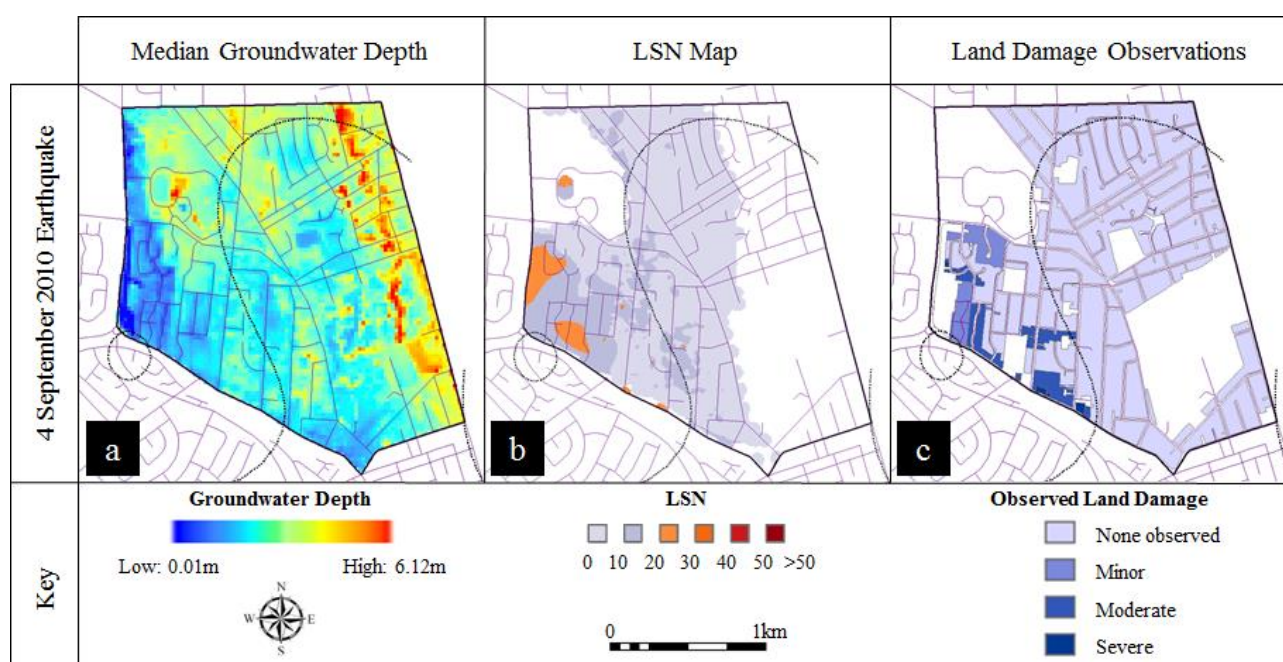 Median Groundwater Depth
LSN Map
Land Damage Observations
4 September 2010 Earthquake
a
b
c
Key
Groundwater Depth
Low: 0.01m
High: 6.12m
N
W E
S
LSN
0 10 20 30 40 50 >50
0 1km
Observed Land Damage
None observed
Minor
Moderate
Severe